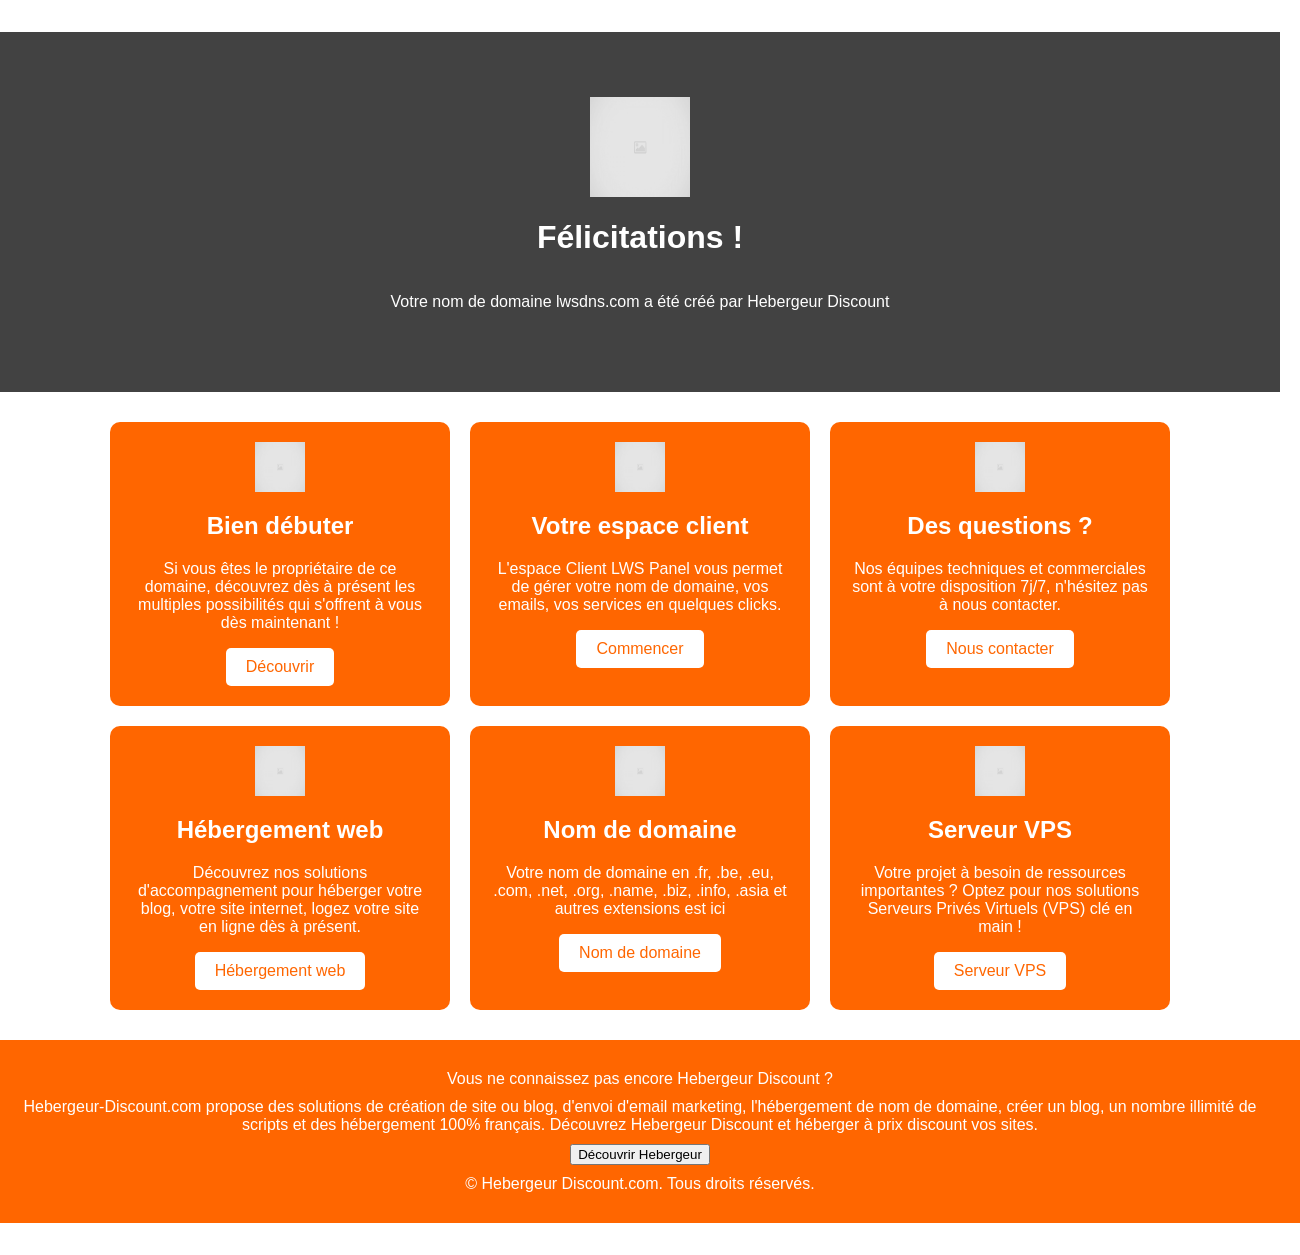 Félicitations !
Votre nom de domaine lwsdns.com a été créé par Hebergeur Discount
Bien débuter
Si vous êtes le propriétaire de ce
domaine, découvrez dès à présent les
multiples possibilités qui s'offrent à vous
dès maintenant !
Découvrir
Votre espace client
L'espace Client LWS Panel vous permet
de gérer votre nom de domaine, vos
emails, vos services en quelques clicks.
Commencer
Des questions ?
Nos équipes techniques et commerciales
sont à votre disposition 7j/7, n'hésitez pas
à nous contacter.
Nous contacter
Hébergement web
Découvrez nos solutions
d'accompagnement pour héberger votre
blog, votre site internet, logez votre site
en ligne dès à présent.
Hébergement web
Nom de domaine
Votre nom de domaine en .fr, .be, .eu,
.com, .net, .org, .name, .biz, .info, .asia et
autres extensions est ici
Nom de domaine
Serveur VPS
Votre projet à besoin de ressources
importantes ? Optez pour nos solutions
Serveurs Privés Virtuels (VPS) clé en
main !
Serveur VPS
Vous ne connaissez pas encore Hebergeur Discount ?
Hebergeur-Discount.com propose des solutions de création de site ou blog, d'envoi d'email marketing, l'hébergement de nom de domaine, créer un blog, un nombre illimité de
scripts et des hébergement 100% français. Découvrez Hebergeur Discount et héberger à prix discount vos sites.
Découvrir Hebergeur
© Hebergeur Discount.com. Tous droits réservés.